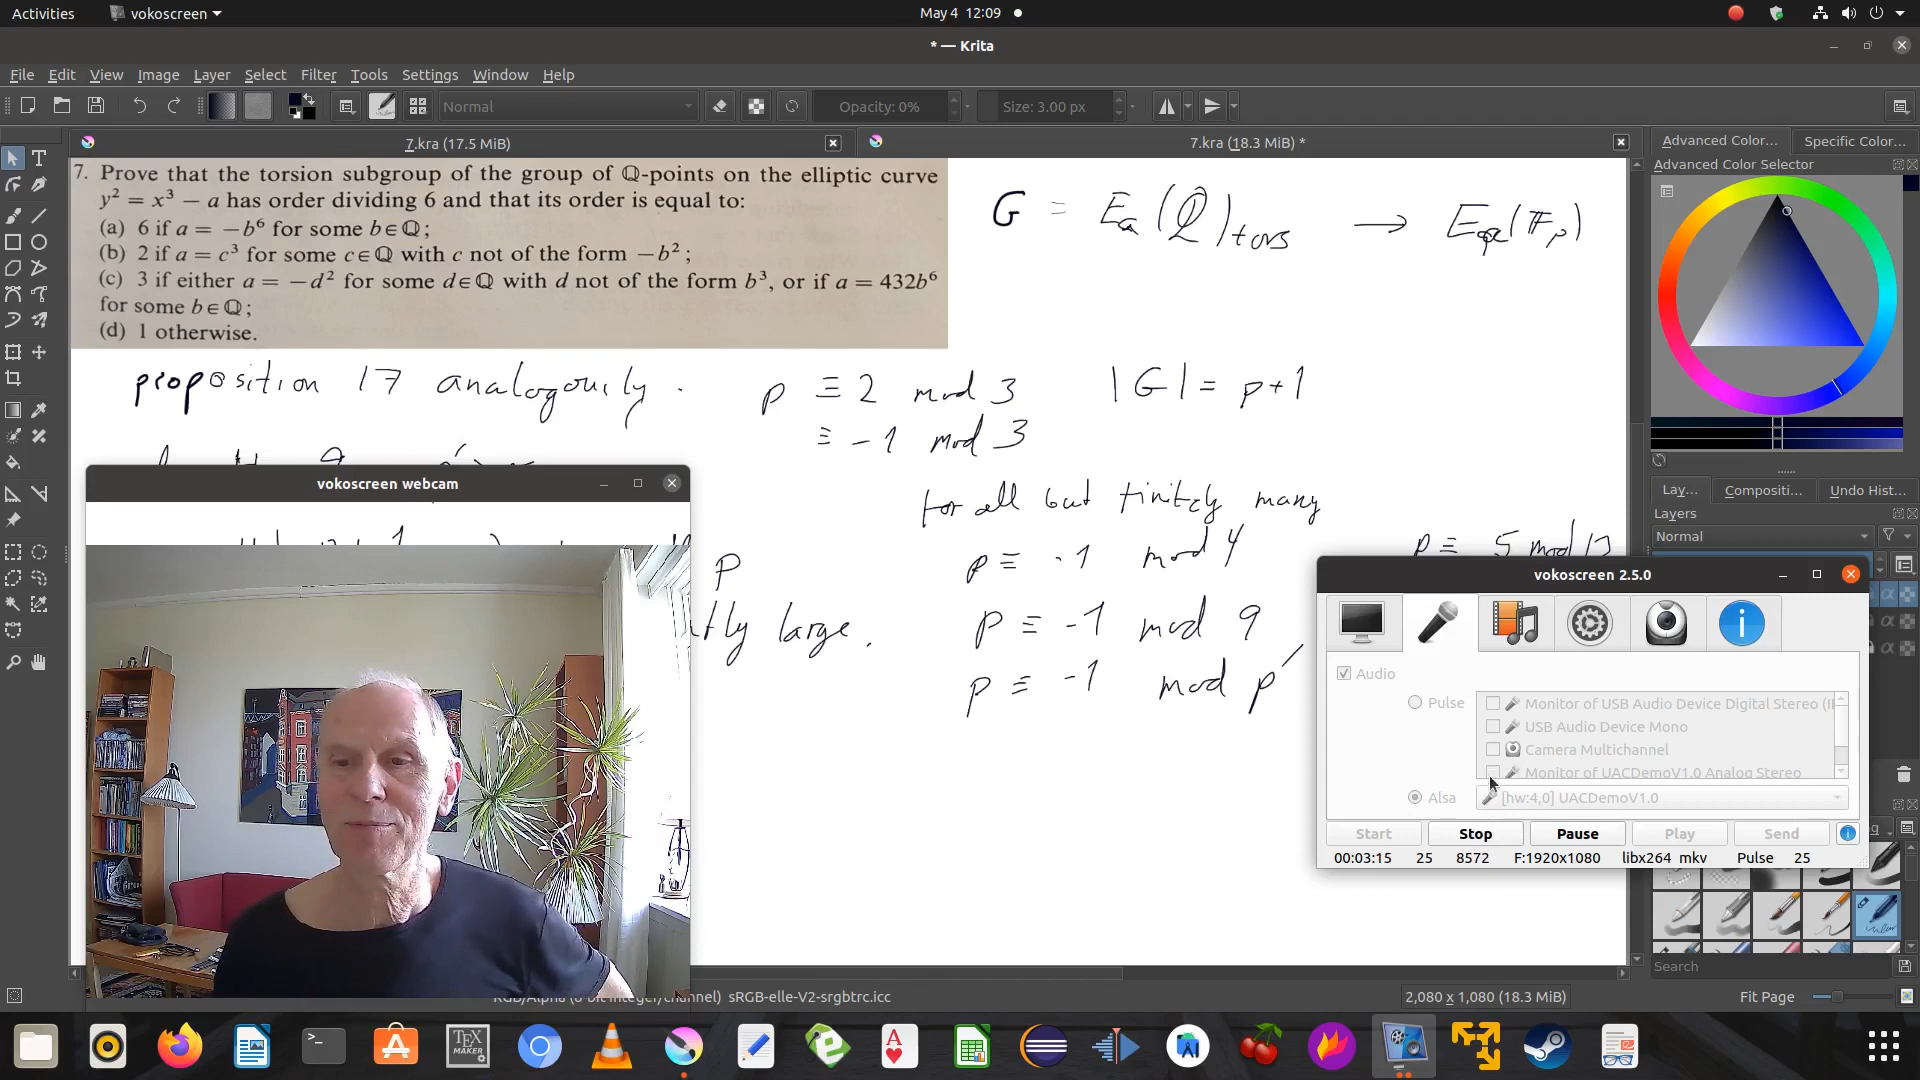 Activities
vokoscreen
May 4 12:09
* — Krita
File Edit View Image Layer Select Filter Tools Settings Window Help
Normal
Opacity: 0%
Size: 3.00 px
7.kra (17.5 MiB)
7.kra (18.3 MiB) *
Advanced Color...
Specific Color...
Advanced Color Selector
7. Prove that the torsion subgroup of the group of ℚ-points on the elliptic curve
y² = x³ − a has order dividing 6 and that its order is equal to:
(a) 6 if a = −b⁶ for some b∈ℚ;
(b) 2 if a = c³ for some c∈ℚ with c not of the form −b²;
(c) 3 if either a = −d² for some d∈ℚ with d not of the form b³, or if a = 432b⁶
for some b∈ℚ;
(d) 1 otherwise.
G = Eₐ(ℚ)tors →
proposition 17 analogously.
p ≡ 2 mod 3
|G| = p+1
≡ -1 mod 3
for all but finitely many
p ≡ -1 mod 4
p ≡ 5 mod 12
P
large.
p ≡ -1 mod 9
p ≡ -1 mod p′
vokoscreen webcam
Lay...
Compositi...
Undo Hist...
Layers
Normal
vokoscreen 2.5.0
Audio
Pulse
Monitor of USB Audio Device Digital Stereo (I
USB Audio Device Mono
Camera Multichannel
Monitor of UACDemoV1.0 Analog Stereo
Alsa
[hw:4,0] UACDemoV1.0
Start Stop Pause Play Send
00:03:15 25 8572 F:1920x1080 libx264 mkv Pulse 25
Search
sRGB-elle-V2-srgbtrc.icc
2,080 x 1,080 (18.3 MiB)
Fit Page
TEX
MAKER